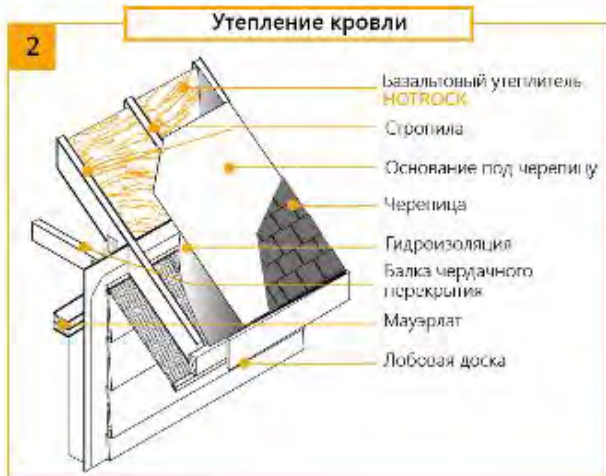 Утепление кровли
2
Базальтовый утеплитель
HOTROCK
Стропила
Основание под черепицу
Черепица
Гидроизоляция
Балка чердачного
перекрытия
Мауэрлат
Лобовая доска